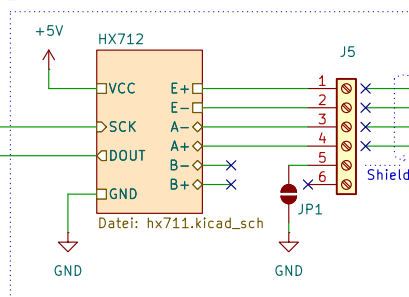 +5V
HX712
J5
VCC
E+
1
E-
2
SCK
A-
3
A+
4
DOUT
B-
5
B+
6
GND
Shield
JP1
Datei: hx711.kicad_sch
GND
GND